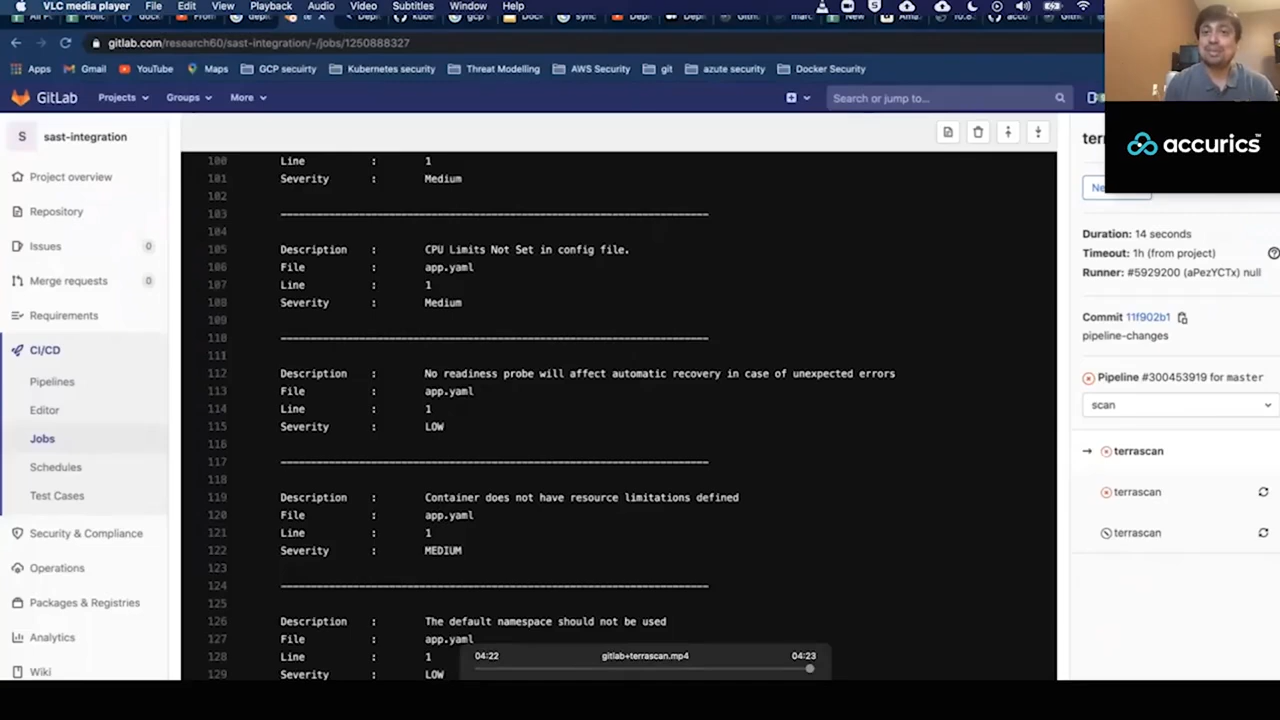 VLC media player File Edit View Playback Audio Video Subtitles Window Help
gitlab.com/research60/sast-integration/-/jobs/1250888327
Apps Gmail YouTube Maps GCP secuirty Kubernetes security Threat Modelling AWS Security git azute security Docker Security
GitLab Projects Groups More Search or jump to...
accurics™
S sast-integration
Project overview
Repository
Issues 0
Merge requests 0
Requirements
CI/CD
Pipelines
Editor
Jobs
Schedules
Test Cases
Security & Compliance
Operations
Packages & Registries
Analytics
Wiki
100 Line : 1
101 Severity : Medium
102
103 -----------------------------------------------------------------------
104
105 Description : CPU Limits Not Set in config file.
106 File : app.yaml
107 Line : 1
108 Severity : Medium
109
110 -----------------------------------------------------------------------
111
112 Description : No readiness probe will affect automatic recovery in case of unexpected errors
113 File : app.yaml
114 Line : 1
115 Severity : LOW
116
117 -----------------------------------------------------------------------
118
119 Description : Container does not have resource limitations defined
120 File : app.yaml
121 Line : 1
122 Severity : MEDIUM
123
124 -----------------------------------------------------------------------
125
126 Description : The default namespace should not be used
127 File : app.yaml
128 Line : 1
129 Severity : LOW
04:22 gitlab+terrascan.mp4 04:23
Duration: 14 seconds
Timeout: 1h (from project)
Runner: #5929200 (aPezYCTx) null
Commit 11f902b1
pipeline-changes
Pipeline #300453919 for master
scan
→ terrascan
terrascan
terrascan